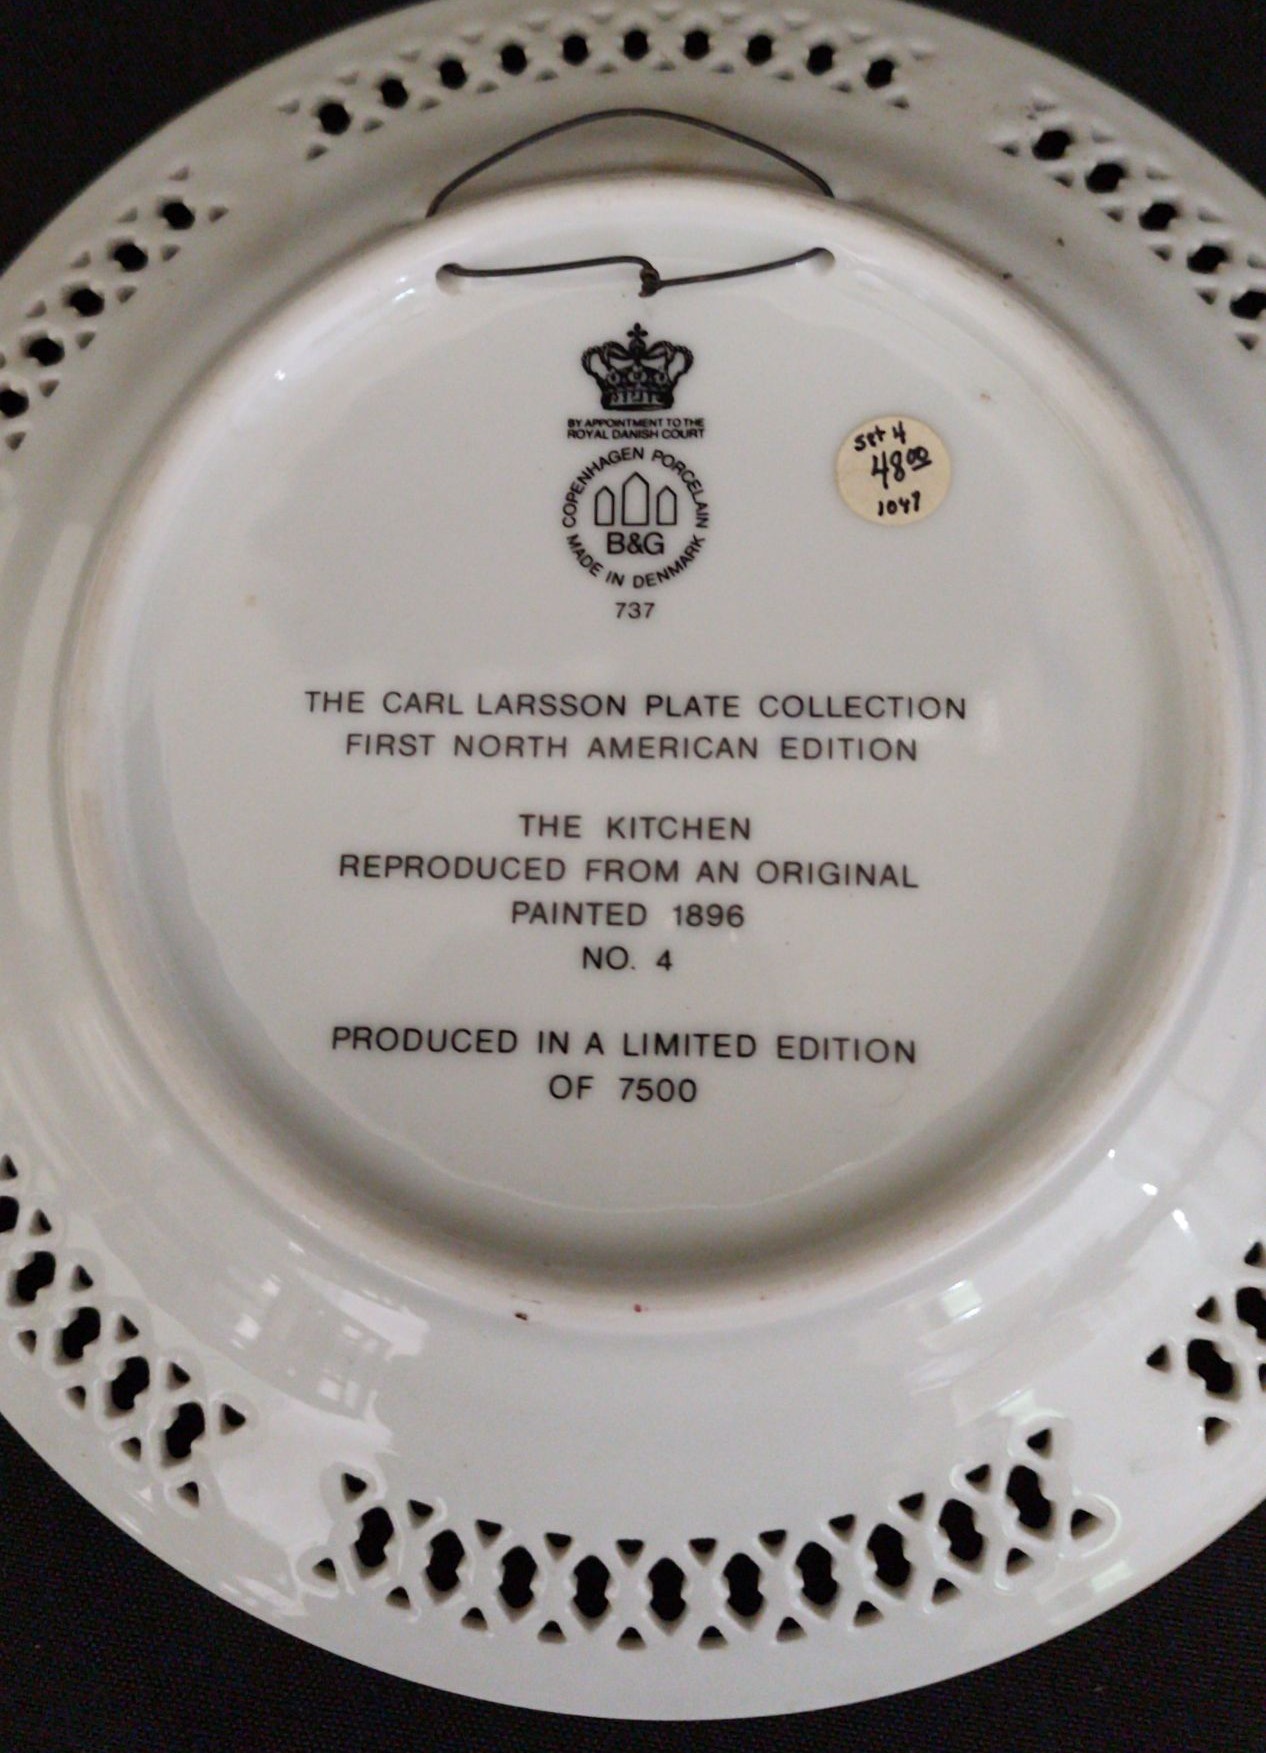 BY APPOINTMENT TO THE
ROYAL DANISH COURT
COPENHAGEN PORCELAIN
B&G
MADE IN DENMARK
737
set 4
48.00
1047
THE CARL LARSSON PLATE COLLECTION
FIRST NORTH AMERICAN EDITION
THE KITCHEN
REPRODUCED FROM AN ORIGINAL
PAINTED 1896
NO. 4
PRODUCED IN A LIMITED EDITION
OF 7500